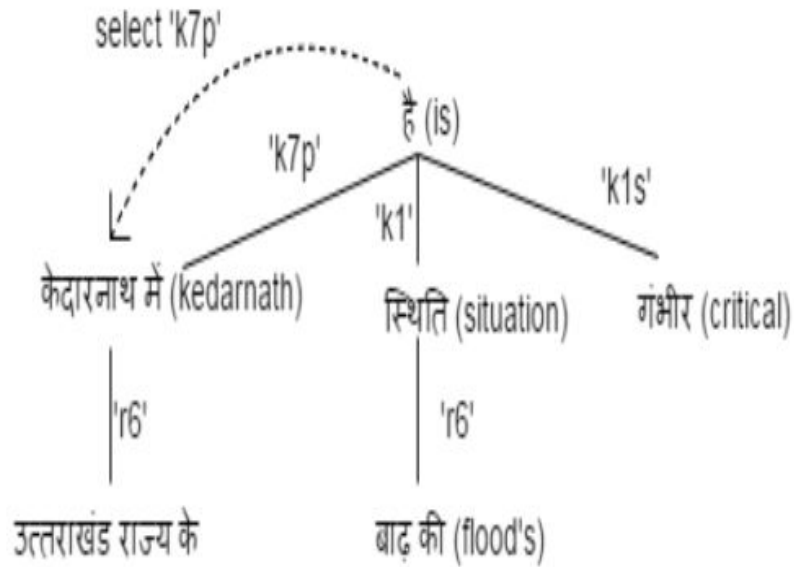 select 'k7p'
है (is)
'k7p'
'k1s'
'k1'
केदारनाथ में (kedarnath)
स्थिति (situation)
गंभीर (critical)
'r6'
'r6'
उत्तराखंड राज्य के
बाढ़ की (flood's)